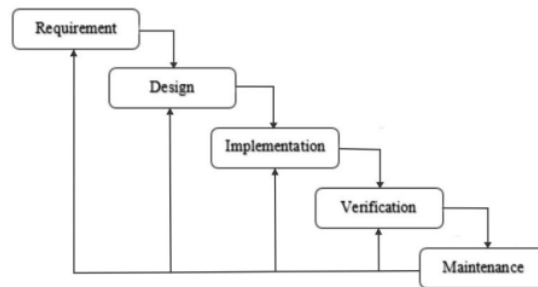 Requirement
Design
Implementation
Verification
Maintenance